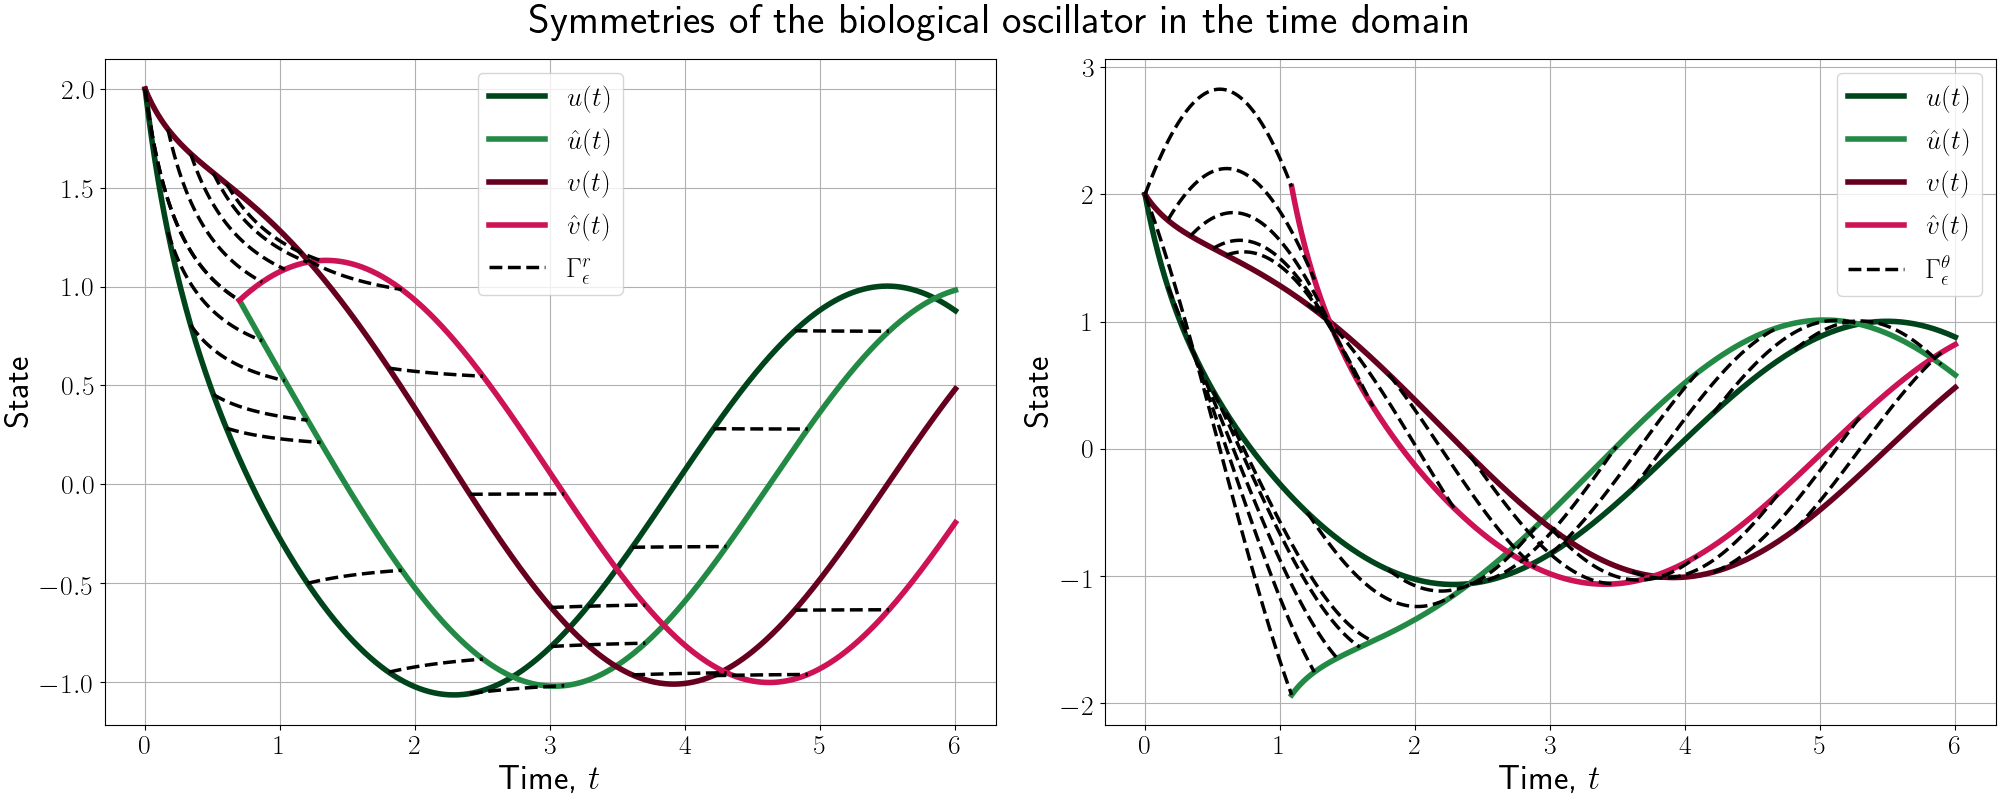 Symmetries of the biological oscillator in the time domain
State
2.0
1.5
1.0
0.5
0.0
−0.5
−1.0
0 1 2 3 4 5 6
Time, t
u(t)
û(t)
v(t)
v̂(t)
Γ^r_ϵ
State
3
2
1
0
−1
−2
0 1 2 3 4 5 6
Time, t
u(t)
û(t)
v(t)
v̂(t)
Γ^θ_ϵ